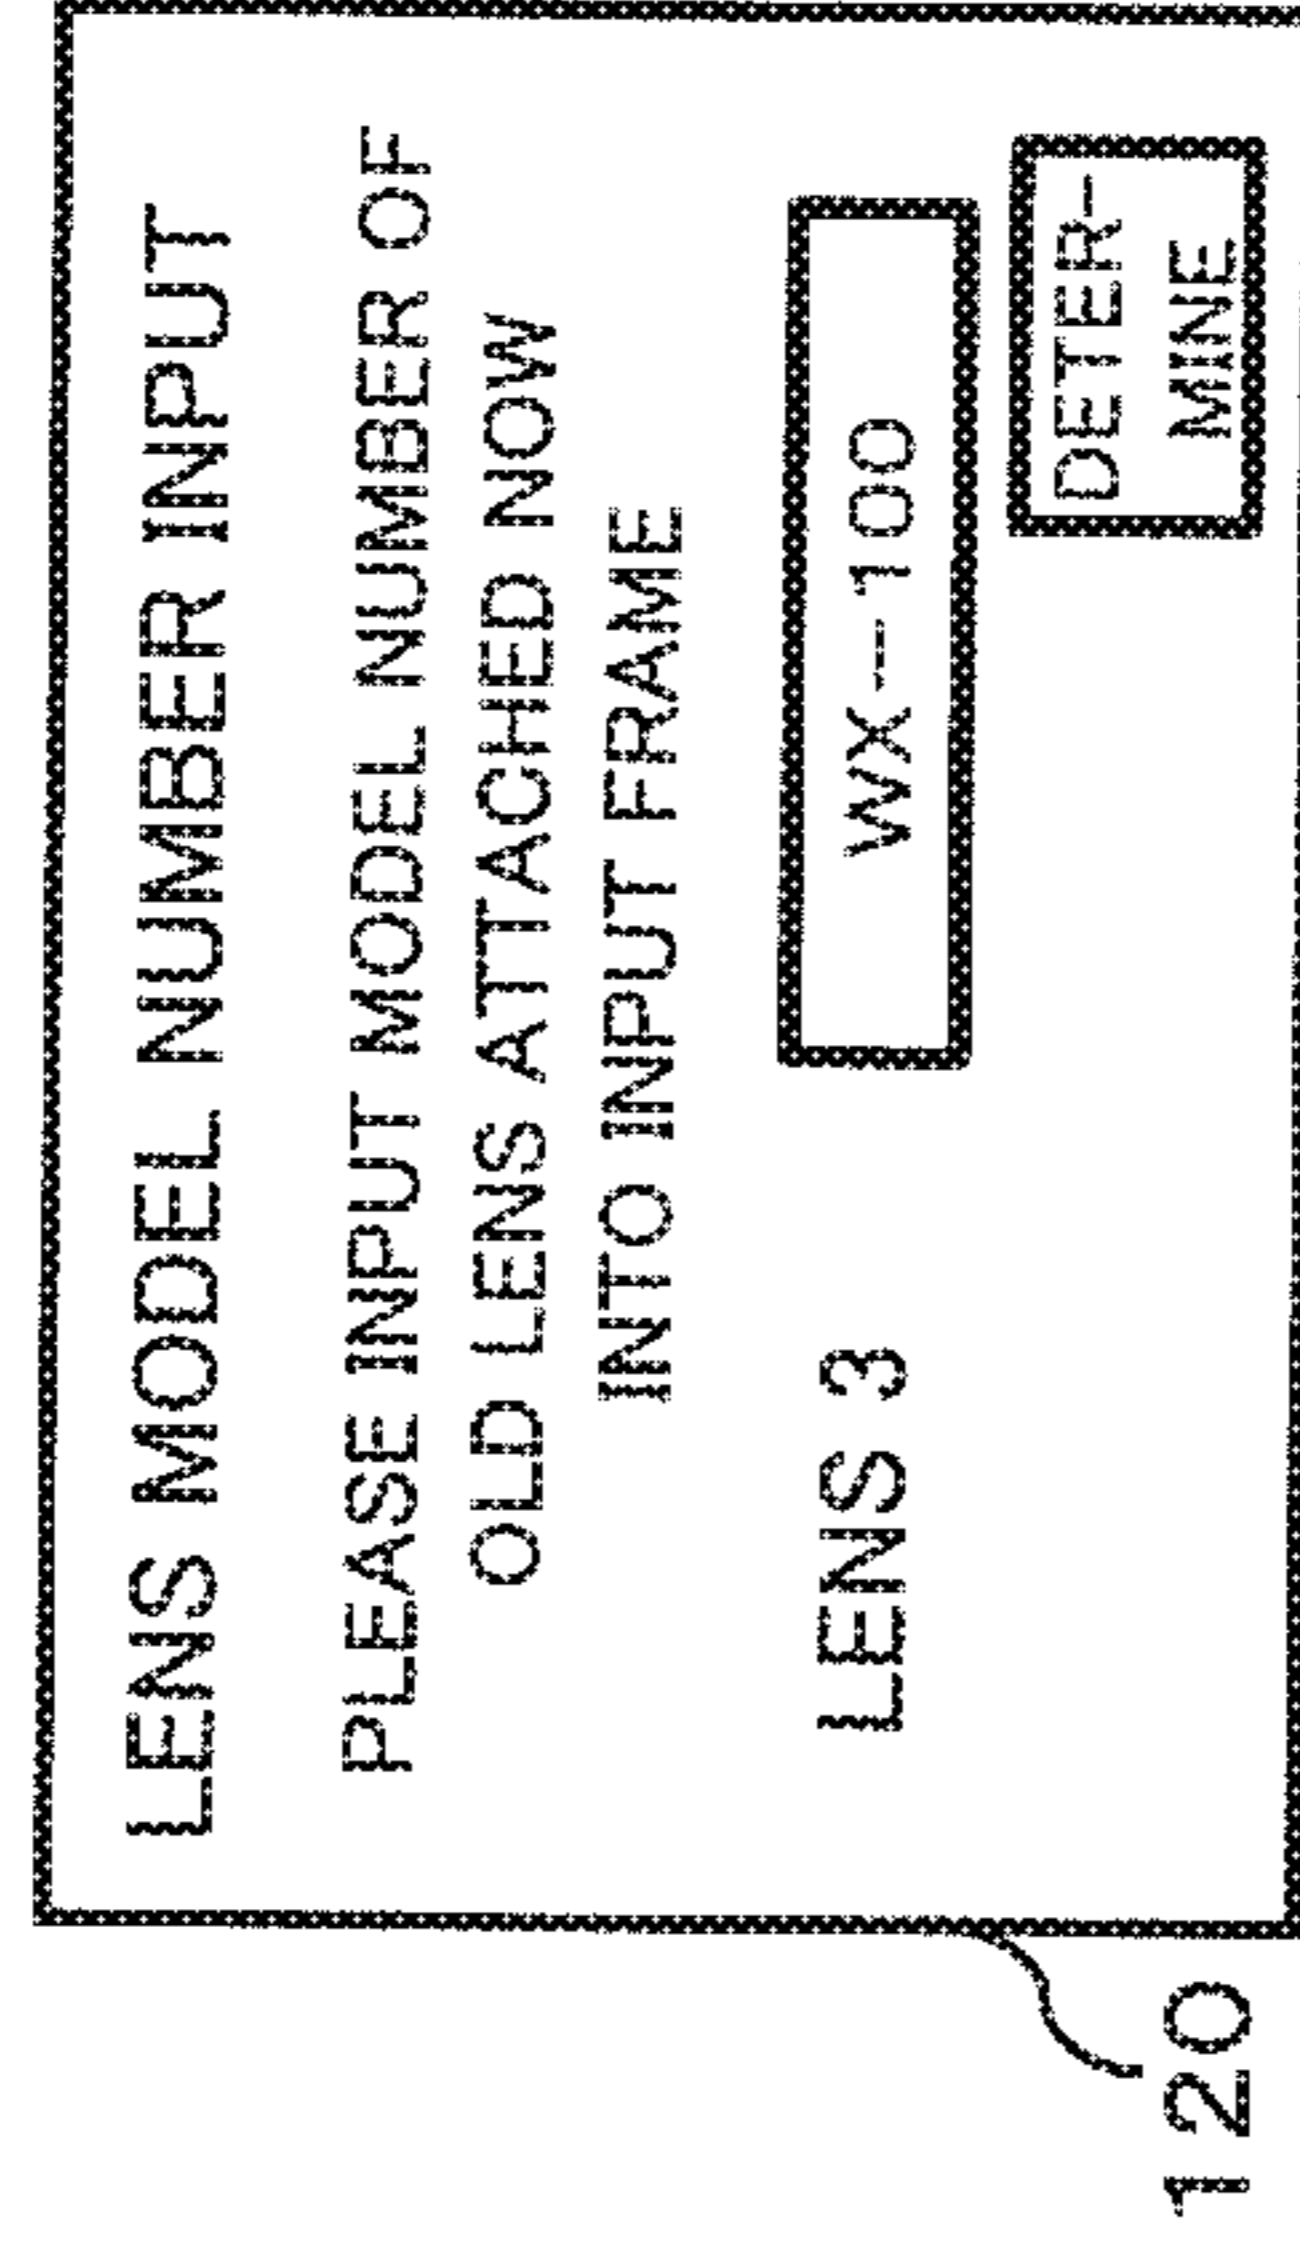 LENS MODEL NUMBER INPUT
PLEASE INPUT MODEL NUMBER OF
OLD LENS ATTACHED NOW
INTO INPUT FRAME
LENS 3
WX-100
DETER-
MINE
120